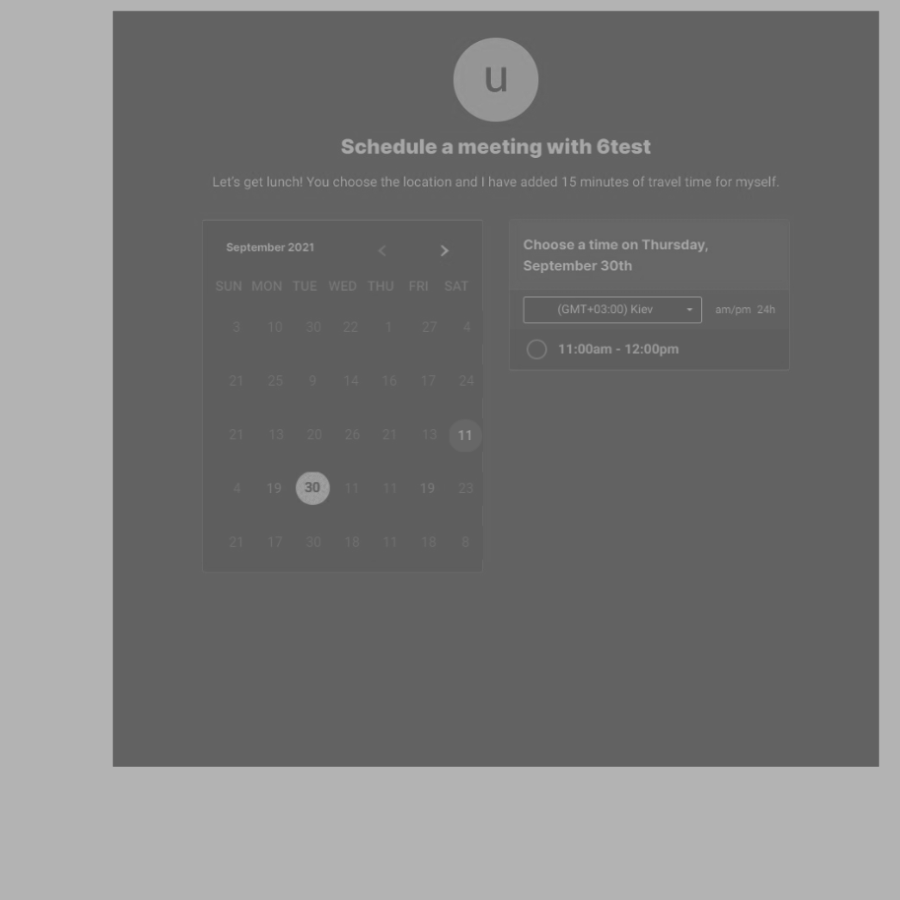 u
Schedule a meeting with 6test
Let's get lunch! You choose the location and I have added 15 minutes of travel time for myself.
September 2021
SUN MON TUE WED THU FRI SAT
3 10 30 22 1 27 4
21 25 9 14 16 17 24
21 13 20 26 21 13 11
4 19 30 11 11 19 23
21 17 30 18 11 18 8
Choose a time on Thursday,
September 30th
(GMT+03:00) Kiev am/pm 24h
11:00am - 12:00pm